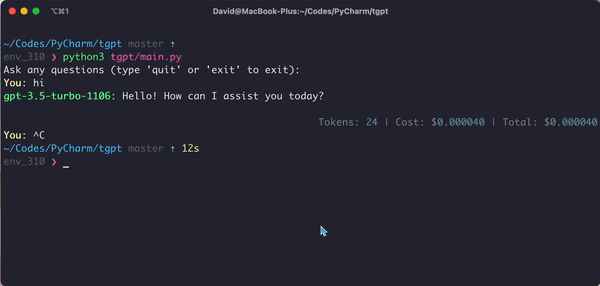 ⌥⌘1 David@MacBook-Plus:~/Codes/PyCharm/tgpt
~/Codes/PyCharm/tgpt master ↑
env_310 ❯ python3 tgpt/main.py
Ask any questions (type 'quit' or 'exit' to exit):
You: hi
gpt-3.5-turbo-1106: Hello! How can I assist you today?
Tokens: 24 | Cost: $0.000040 | Total: $0.000040
You: ^C
~/Codes/PyCharm/tgpt master ↑ 12s
env_310 ❯ _